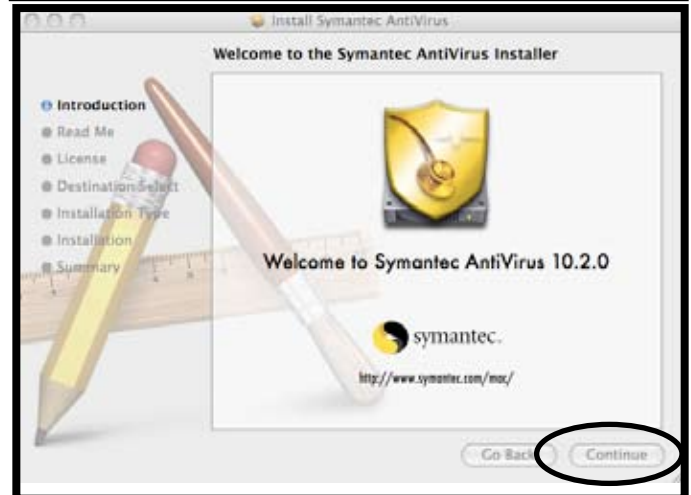 Install Symantec AntiVirus
Welcome to the Symantec AntiVirus Installer
Introduction
Read Me
License
Destination Select
Installation Type
Installation
Summary
Welcome to Symantec AntiVirus 10.2.0
symantec.
http://www.symantec.com/mac/
Go Back
Continue